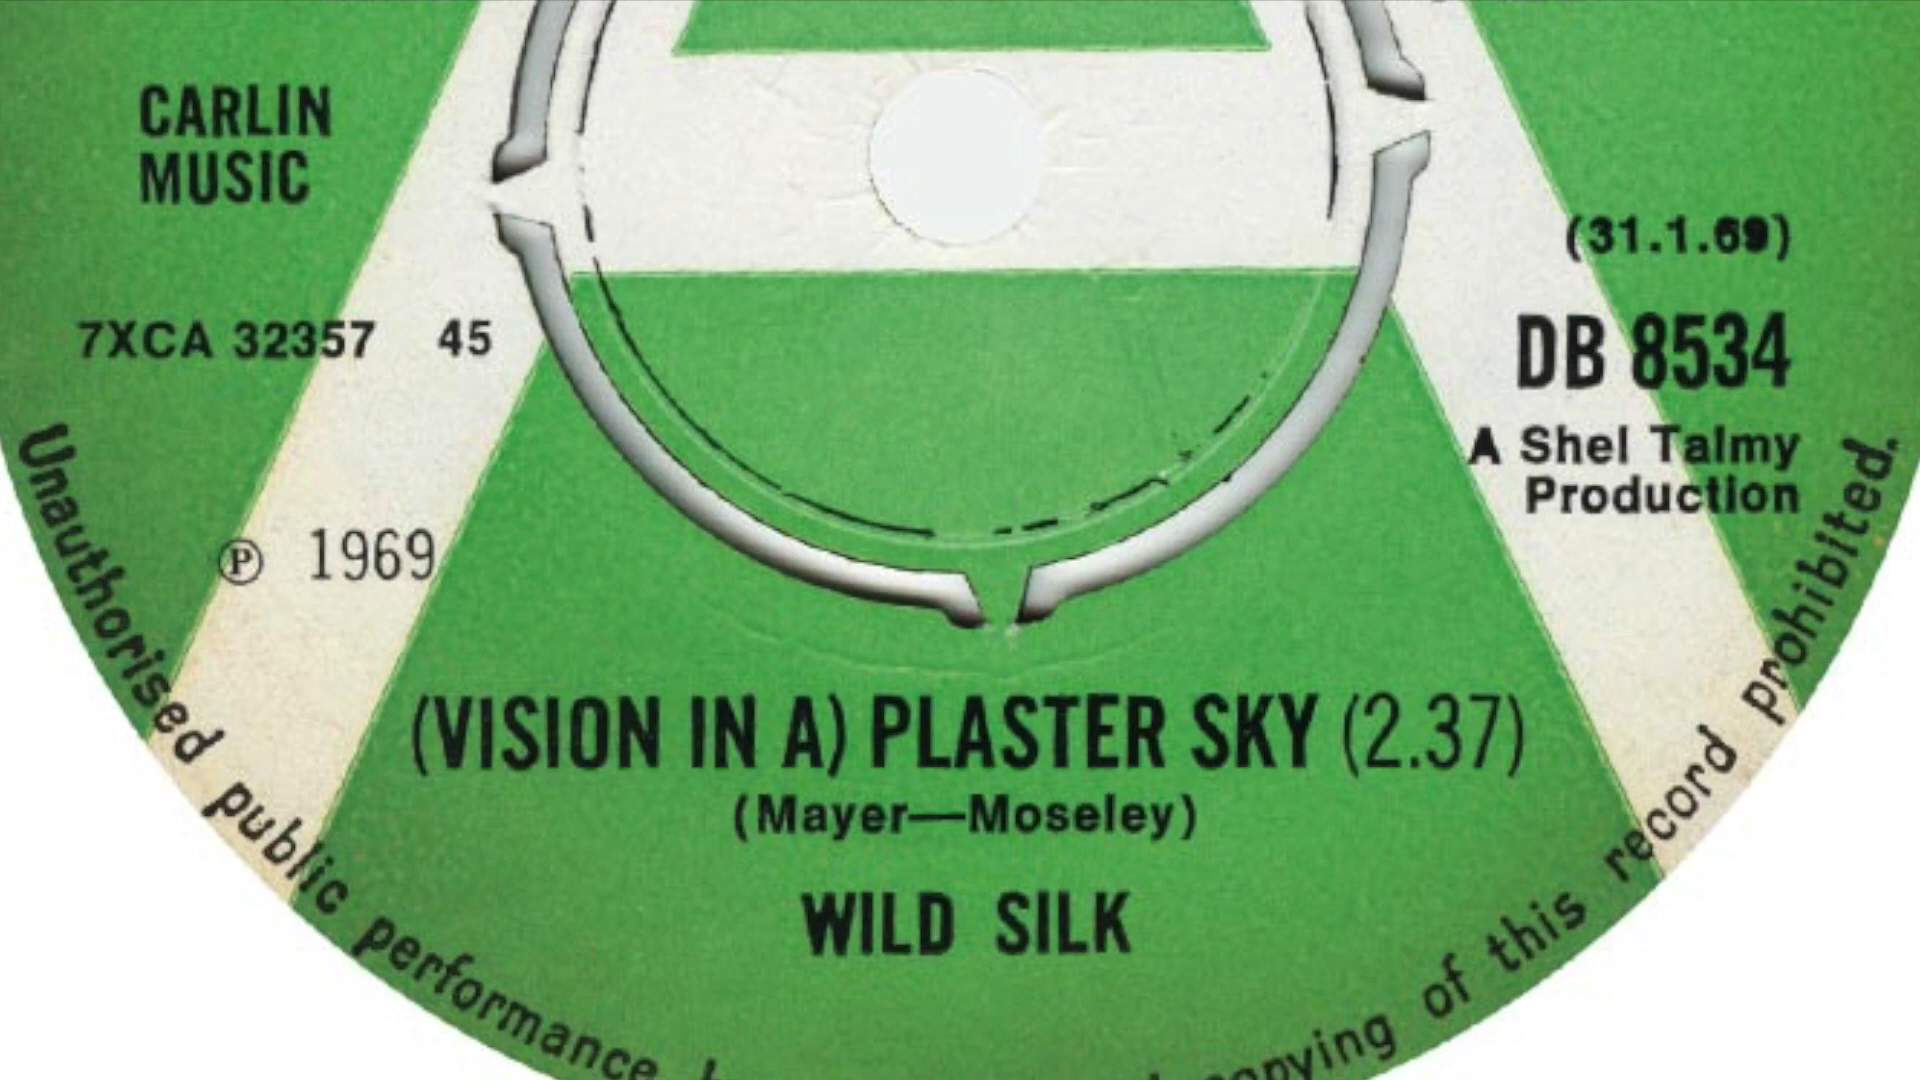 CARLIN
MUSIC
(31.1.69)
7XCA 32357 45
DB 8534
A Shel Talmy
Production
Ⓟ 1969
(VISION IN A) PLASTER SKY (2.37)
(Mayer—Moseley)
WILD SILK
Unauthorised public performance
copying of this record prohibited.